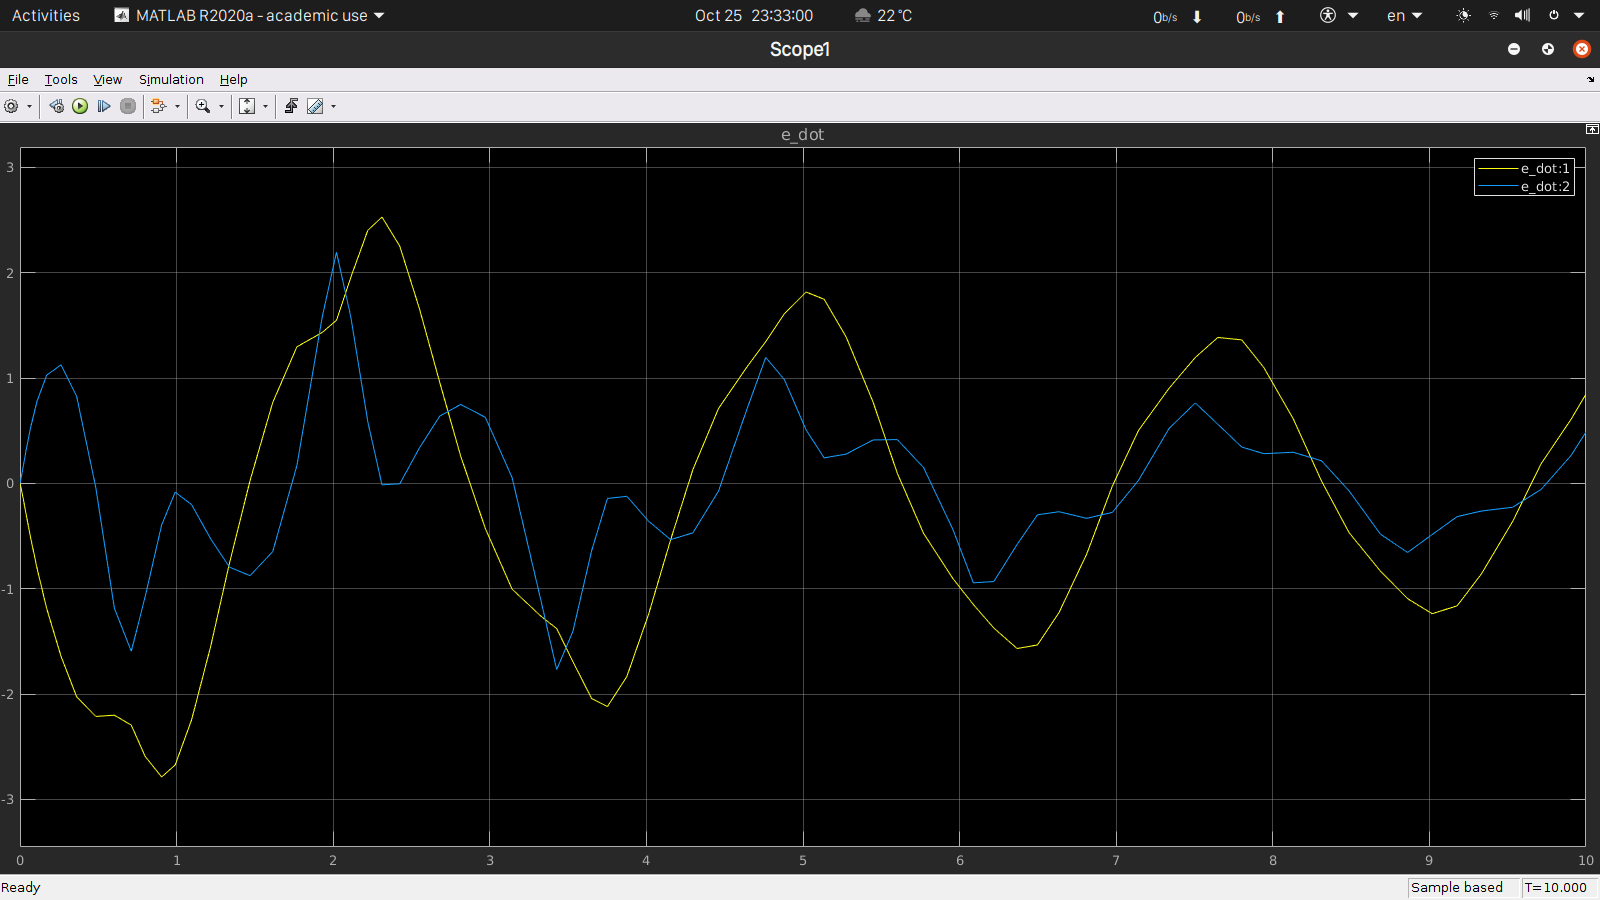 Activities MATLAB R2020a - academic use Oct 25 23:33:00 22 °C 0b/s 0b/s en
Scope1
File Tools View Simulation Help
e_dot
e_dot:1
e_dot:2
3
2
1
0
-1
-2
-3
0 1 2 3 4 5 6 7 8 9 10
Ready Sample based T=10.000